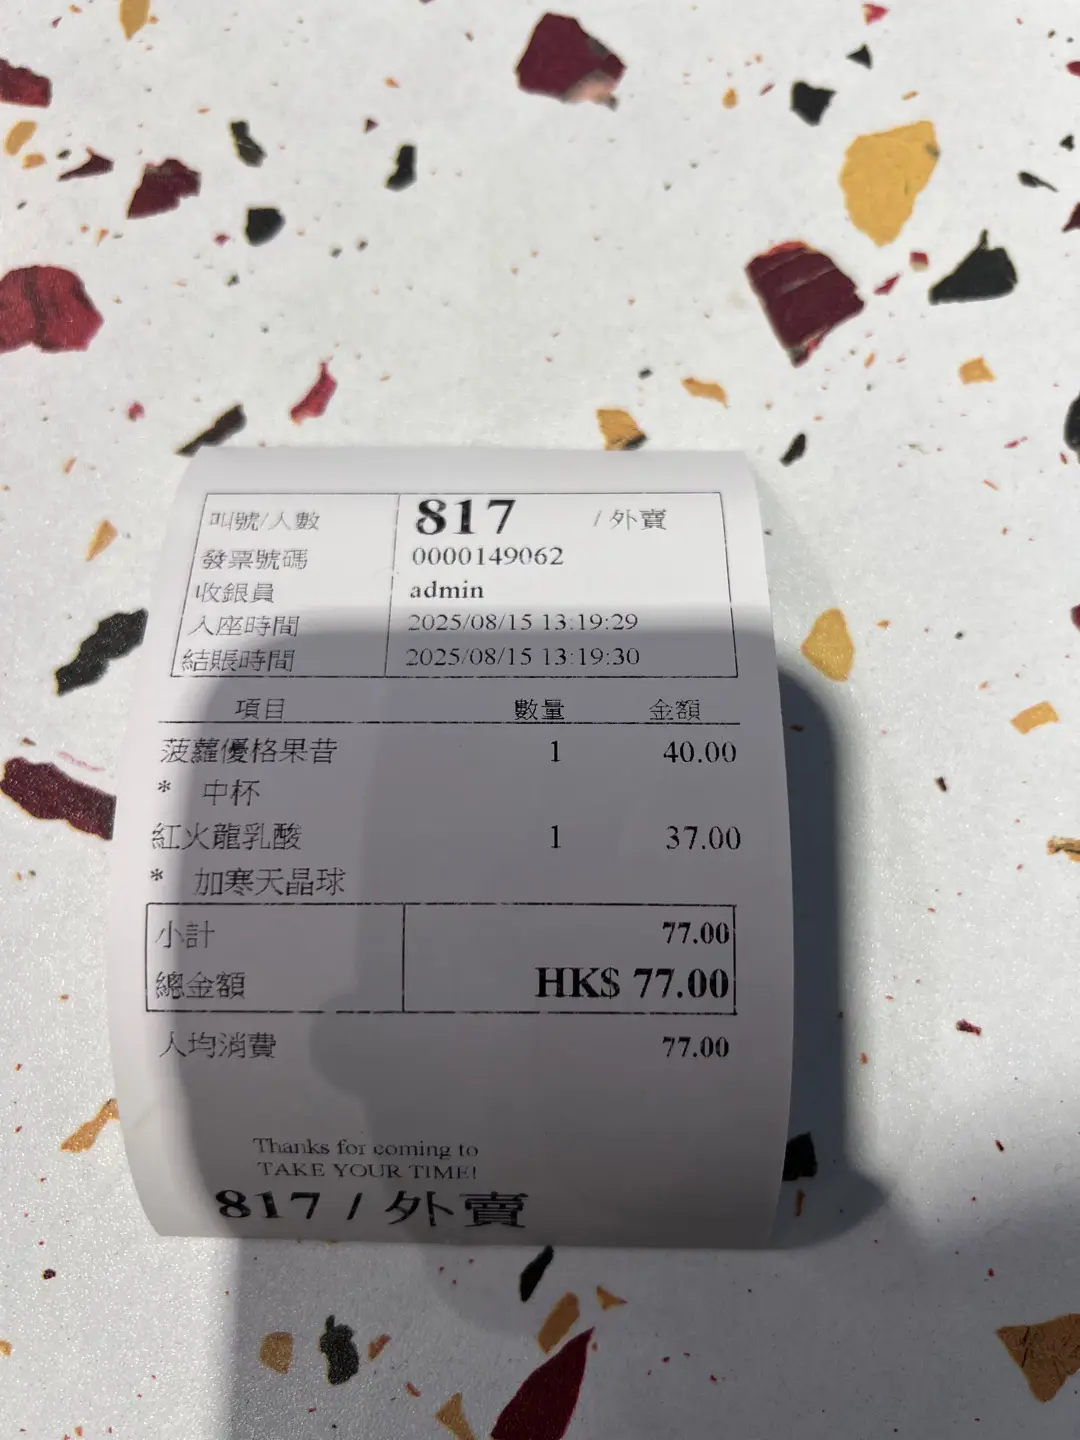 叫號/人數 817 / 外賣
發票號碼 0000149062
收銀員 admin
入座時間 2025/08/15 13:19:29
結賬時間 2025/08/15 13:19:30
項目 數量 金額
菠蘿優格果昔 1 40.00
* 中杯
紅火龍乳酸 1 37.00
* 加寒天晶球
小計 77.00
總金額 HK$ 77.00
人均消費 77.00
Thanks for coming to
TAKE YOUR TIME!
817 / 外賣